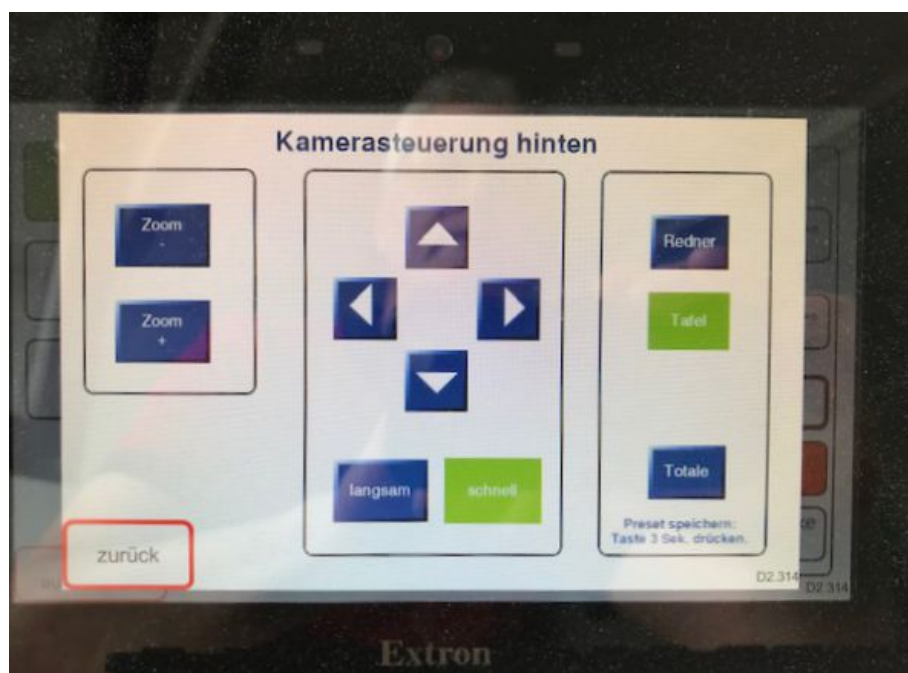 Kamerasteuerung hinten
Zoom
-
Zoom
+
langsam
schnell
Redner
Tafel
Totale
Preset speichern:
Taste 3 Sek. drücken.
zurück
D2.314
D2.314
Extron